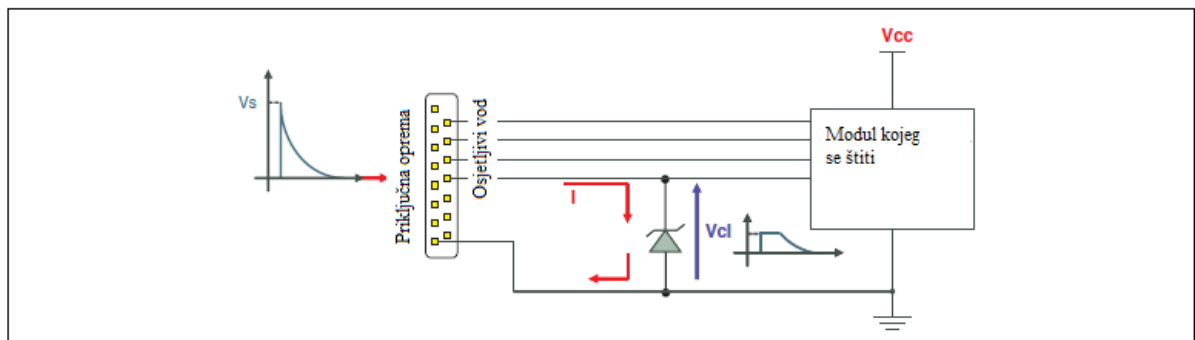 Vs
Priključna oprema
Osjetljivi vod
I
Vcl
Vcc
Modul kojeg
se štiti